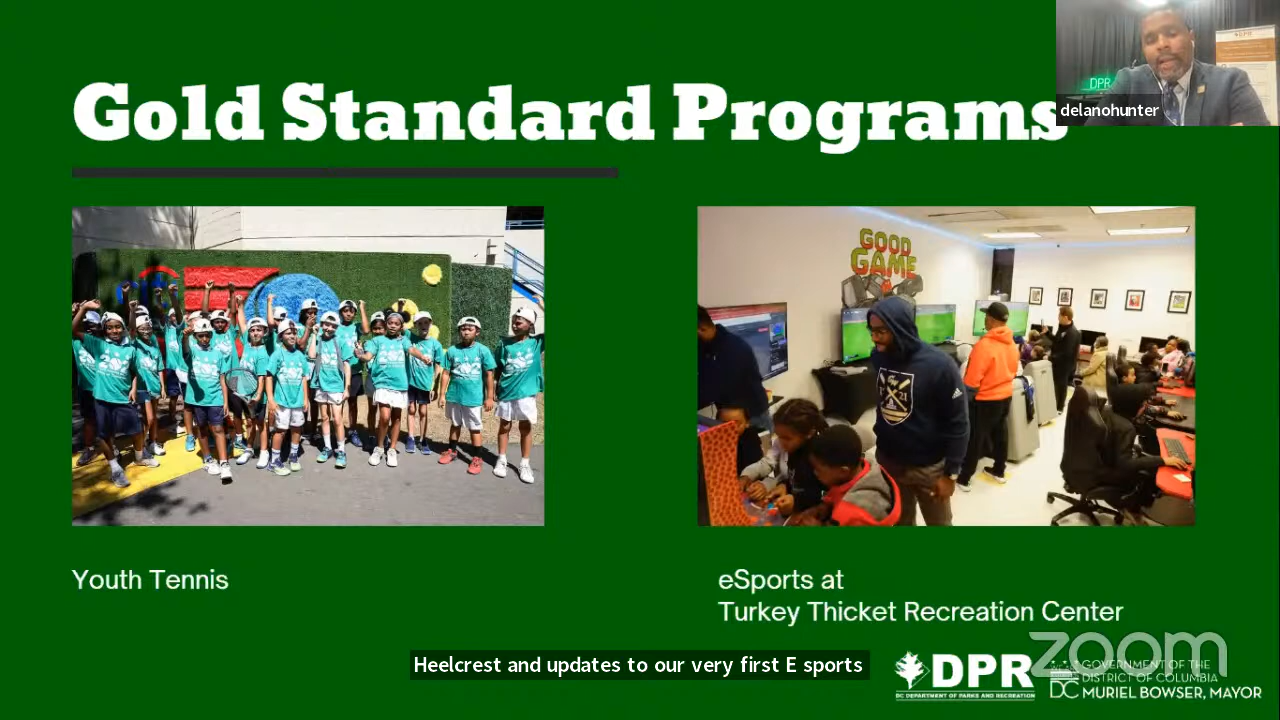 Gold Standard Programs
DPR
delanohunter
GOOD
GAME
21
Youth Tennis
eSports at
Turkey Thicket Recreation Center
Heelcrest and updates to our very first E sports
zoom
DPR
DC DEPARTMENT OF PARKS AND RECREATION
GOVERNMENT OF THE
DISTRICT OF COLUMBIA
DC MURIEL BOWSER, MAYOR